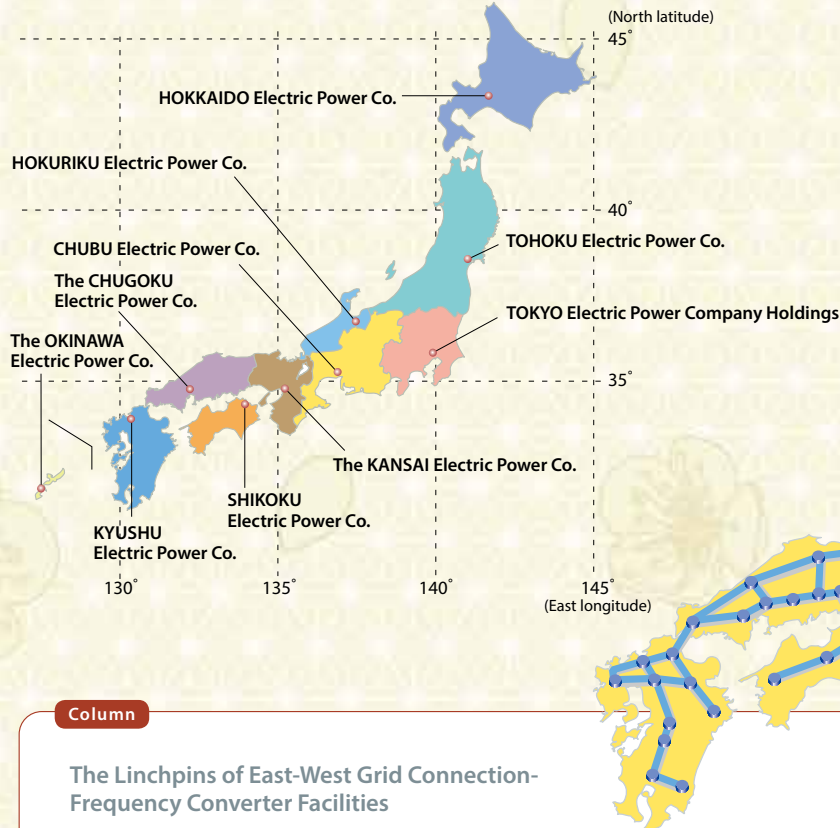 (North latitude)
45°
HOKKAIDO Electric Power Co.
HOKURIKU Electric Power Co.
40°
CHUBU Electric Power Co.
TOHOKU Electric Power Co.
The CHUGOKU
Electric Power Co.
TOKYO Electric Power Company Holdings
The OKINAWA
Electric Power Co.
35°
The KANSAI Electric Power Co.
SHIKOKU
Electric Power Co.
KYUSHU
Electric Power Co.
130°
135°
140°
145°
(East longitude)
Column
The Linchpins of East-West Grid Connection-
Frequency Converter Facilities